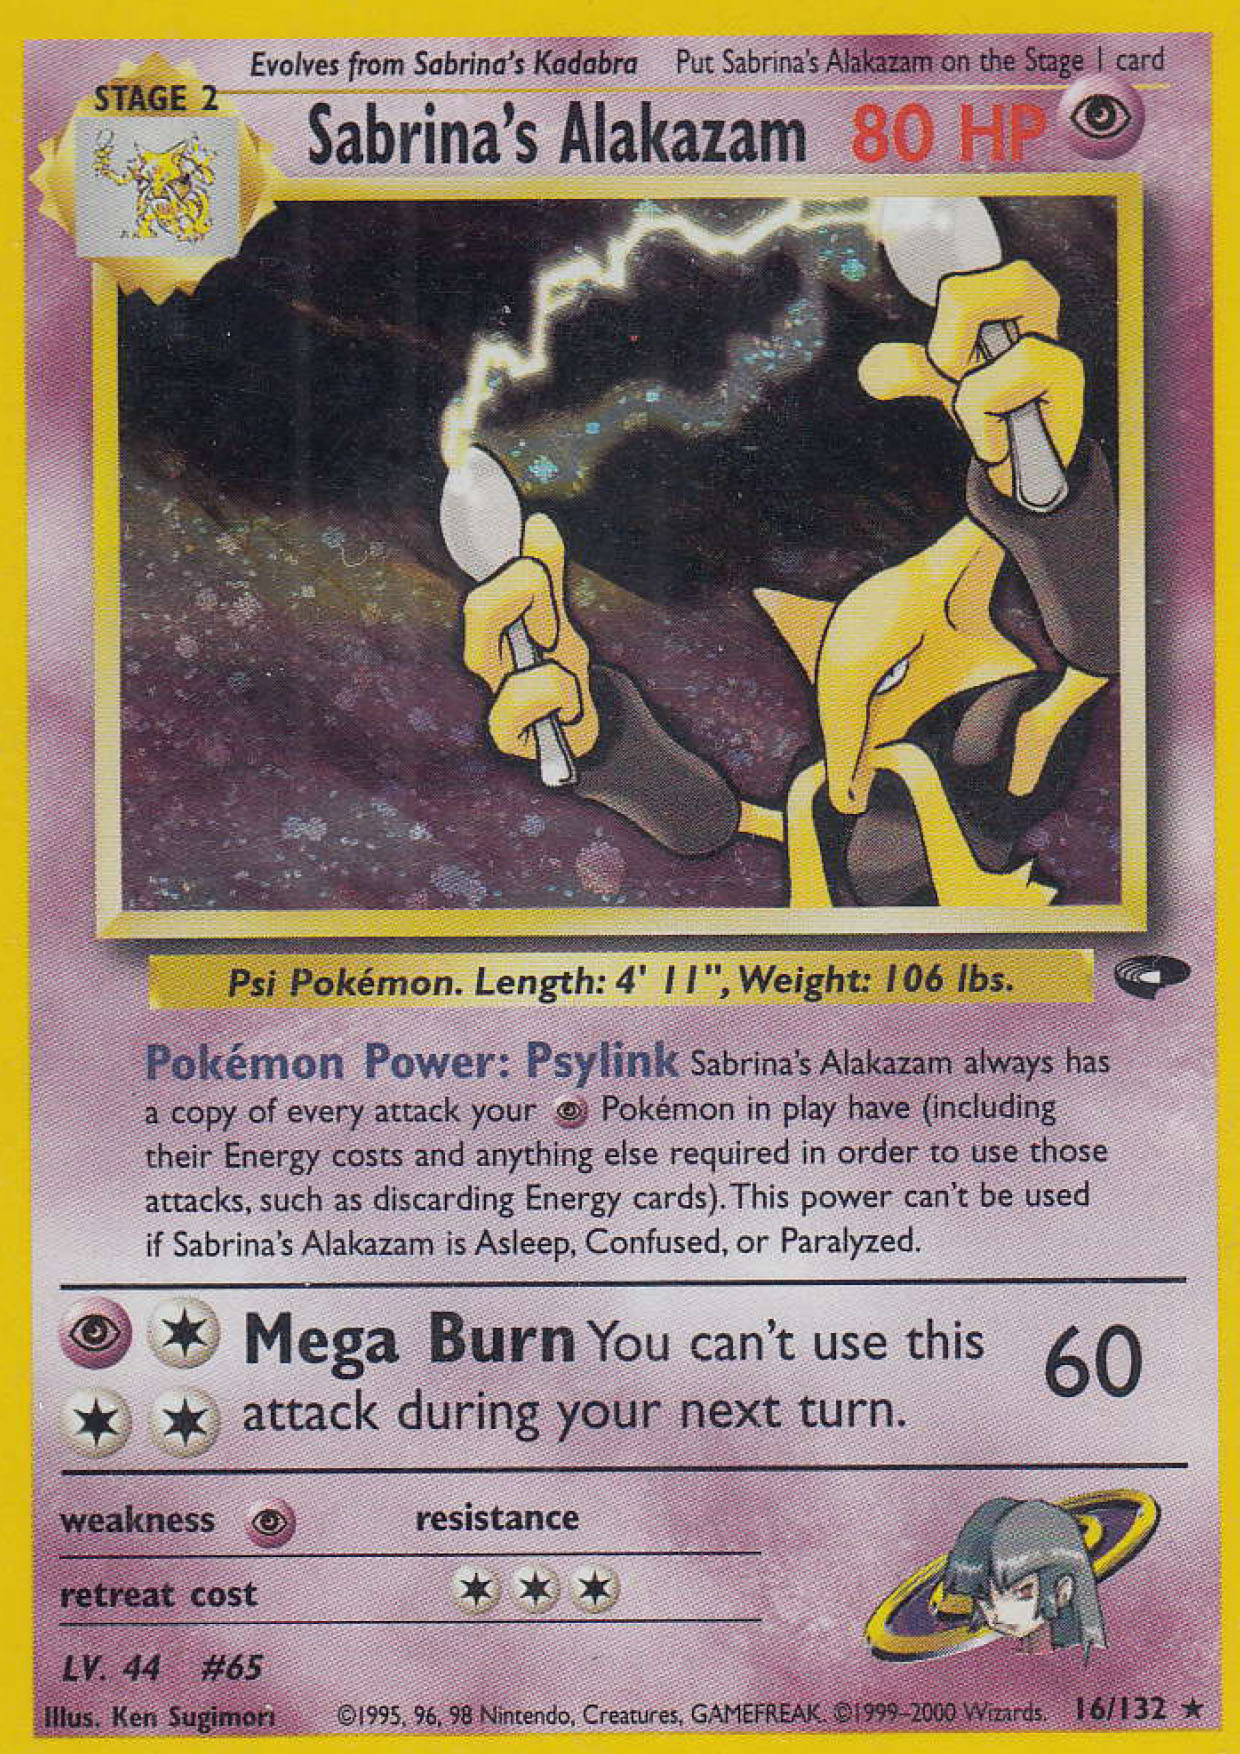 Evolves from Sabrina's Kadabra Put Sabrina's Alakazam on the Stage 1 card
STAGE 2
Sabrina's Alakazam 80 HP
Psi Pokémon. Length: 4' 11", Weight: 106 lbs.
Pokémon Power: Psylink Sabrina's Alakazam always has
a copy of every attack your Pokémon in play have (including
their Energy costs and anything else required in order to use those
attacks, such as discarding Energy cards). This power can't be used
if Sabrina's Alakazam is Asleep, Confused, or Paralyzed.
Mega Burn You can't use this 60
attack during your next turn.
weakness resistance
retreat cost
LV. 44 #65
Illus. Ken Sugimori ©1995, 96, 98 Nintendo, Creatures, GAMEFREAK. ©1999–2000 Wizards. 16/132 ★